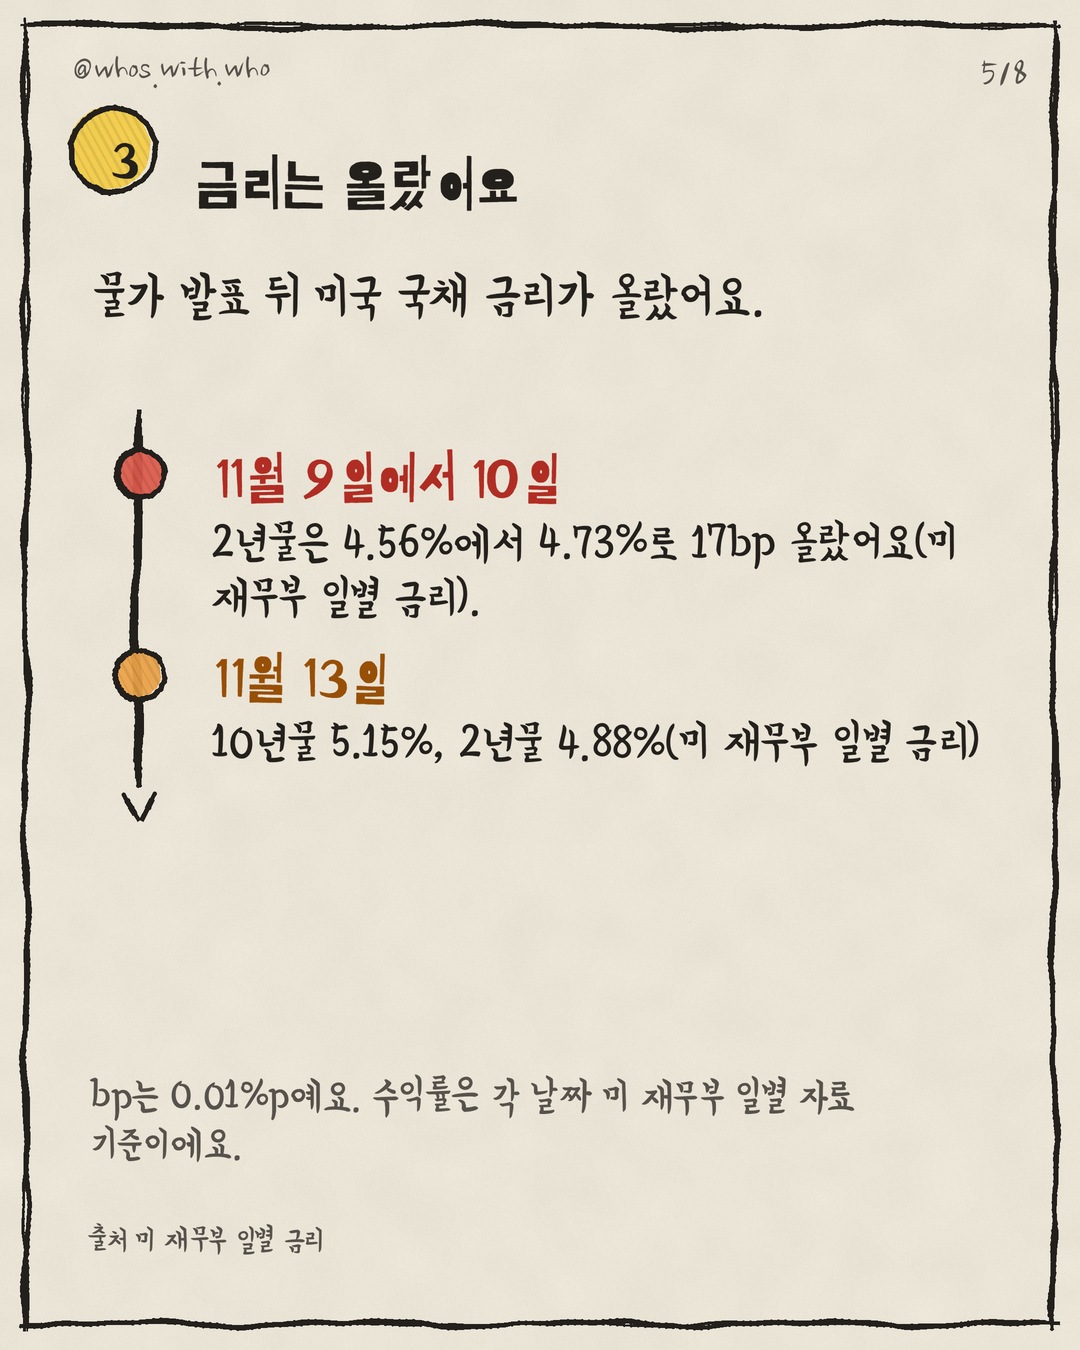 @whos.with.who
5/8
3
금리는 올랐어요
물가 발표 뒤 미국 국채 금리가 올랐어요.
11월 9일에서 10일
2년물은 4.56%에서 4.73%로 17bp 올랐어요(미
재무부 일별 금리).
11월 13일
10년물 5.15%, 2년물 4.88%(미 재무부 일별 금리)
bp는 0.01%p예요. 수익률은 각 날짜 미 재무부 일별 자료
기준이에요.
출처 미 재무부 일별 금리